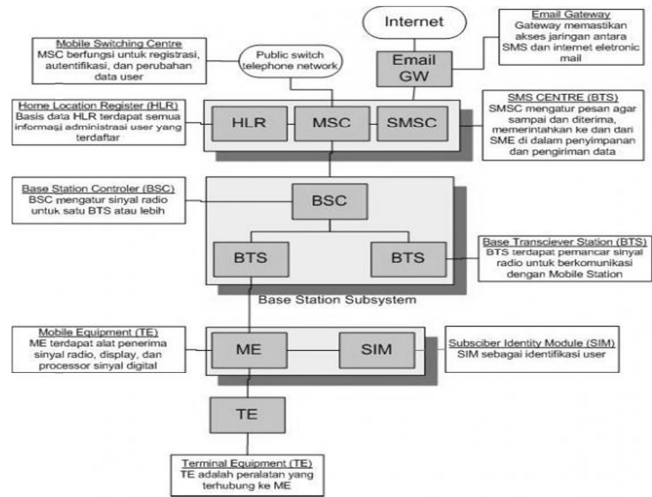 Internet
Email Gateway
Gateway memastikan
akses jaringan antara
SMS dan internet eletronic
mail
Mobile Switching Centre
MSC berfungsi untuk registrasi,
autentifikasi, dan perubahan
data user
Public switch
telephone network
Email
GW
Home Location Register (HLR)
Basis data HLR terdapat semua
informasi administrasi user yang
terdaftar
HLR
MSC
SMSC
SMS CENTRE (BTS)
SMSC mengatur pesan agar
sampai dan diterima,
memerintahkan ke dan dari
SME di dalam penyimpanan
dan pengiriman data
Base Station Controler (BSC)
BSC mengatur sinyal radio
untuk satu BTS atau lebih
BSC
BTS
BTS
Base Transciever Station (BTS)
BTS terdapat pemancar sinyal
radio untuk berkomunikasi
dengan Mobile Station
Base Station Subsystem
Mobile Equipment (TE)
ME terdapat alat penerima
sinyal radio, display, dan
processor sinyal digital
ME
SIM
Subsciber Identity Module (SIM)
SIM sebagai identifikasi user
TE
Terminal Equipment (TE)
TE adalah peralatan yang
terhubung ke ME